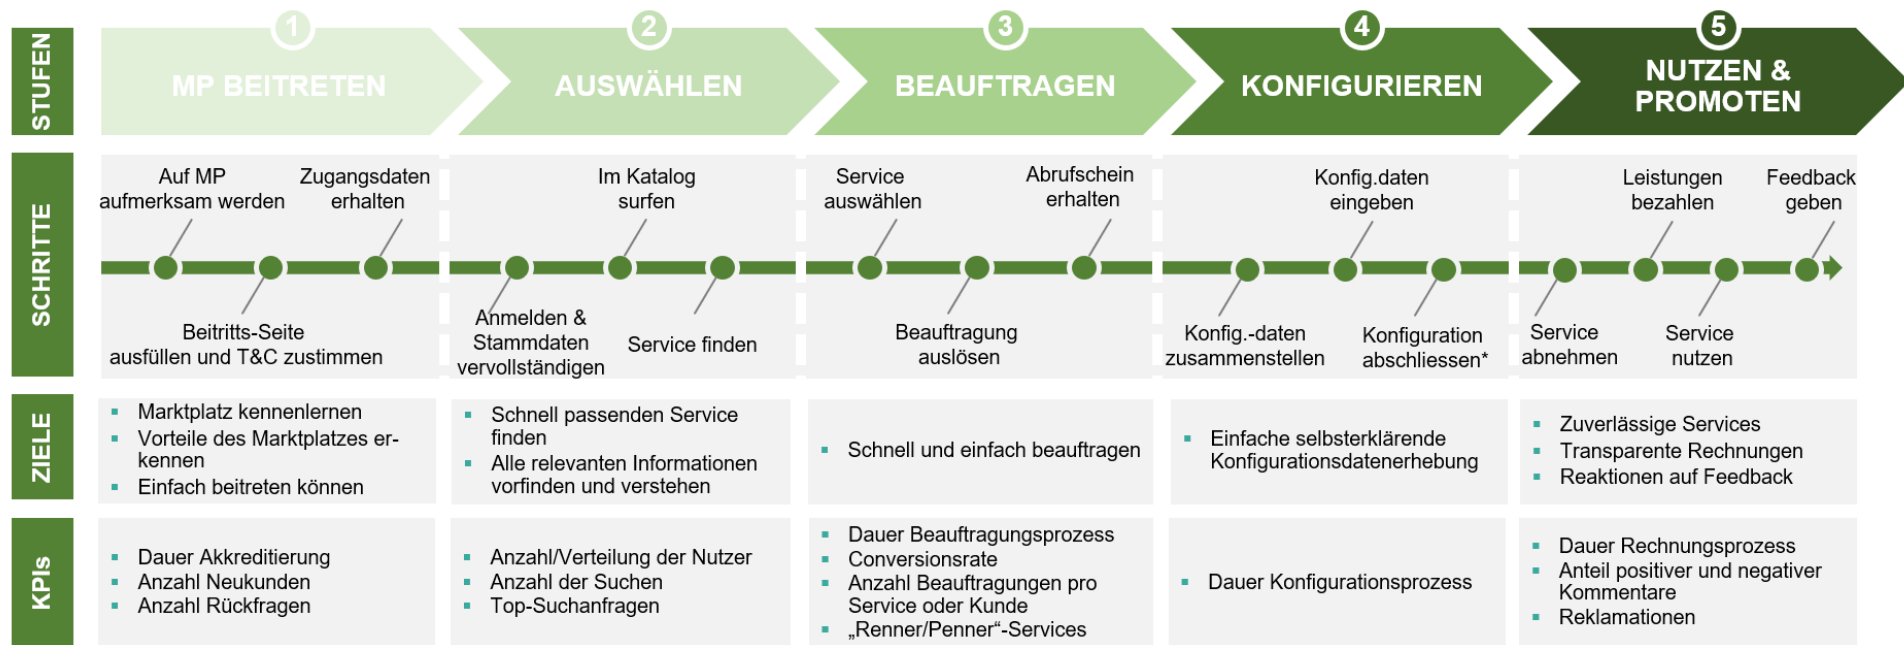 STUFEN
1
MP BEITRETEN
2
AUSWÄHLEN
3
BEAUFTRAGEN
4
KONFIGURIEREN
5
NUTZEN &
PROMOTEN
SCHRITTE
Auf MP
aufmerksam werden
Zugangsdaten
erhalten
Beitritts-Seite
ausfüllen und T&C zustimmen
Im Katalog
surfen
Anmelden &
Stammdaten
vervollständigen
Service finden
Service
auswählen
Abrufschein
erhalten
Beauftragung
auslösen
Konfig.daten
eingeben
Konfig.-daten
zusammenstellen
Konfiguration
abschliessen*
Leistungen
bezahlen
Feedback
geben
Service
abnehmen
Service
nutzen
ZIELE
▪ Marktplatz kennenlernen
▪ Vorteile des Marktplatzes er-
kennen
▪ Einfach beitreten können
▪ Schnell passenden Service
finden
▪ Alle relevanten Informationen
vorfinden und verstehen
▪ Schnell und einfach beauftragen
▪ Einfache selbsterklärende
Konfigurationsdatenerhebung
▪ Zuverlässige Services
▪ Transparente Rechnungen
▪ Reaktionen auf Feedback
KPIs
▪ Dauer Akkreditierung
▪ Anzahl Neukunden
▪ Anzahl Rückfragen
▪ Anzahl/Verteilung der Nutzer
▪ Anzahl der Suchen
▪ Top-Suchanfragen
▪ Dauer Beauftragungsprozess
▪ Conversionsrate
▪ Anzahl Beauftragungen pro
Service oder Kunde
▪ „Renner/Penner“-Services
▪ Dauer Konfigurationsprozess
▪ Dauer Rechnungsprozess
▪ Anteil positiver und negativer
Kommentare
▪ Reklamationen